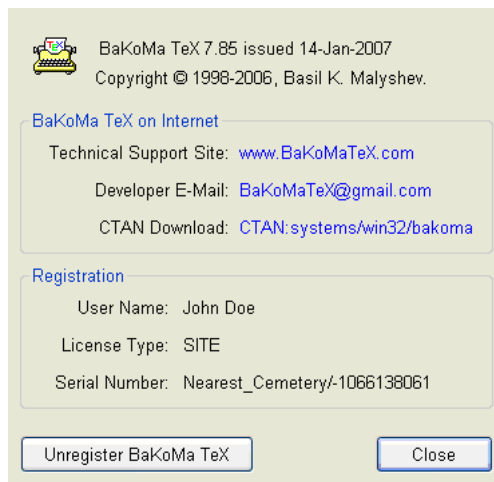 BaKoMa TeX 7.85 issued 14-Jan-2007
Copyright © 1998-2006, Basil K. Malyshev.
BaKoMa TeX on Internet
Technical Support Site: www.BaKoMaTeX.com
Developer E-Mail: BaKoMaTeX@gmail.com
CTAN Download: CTAN:systems/win32/bakoma
Registration
User Name: John Doe
License Type: SITE
Serial Number: Nearest_Cemetery/-1066138061
Unregister BaKoMa TeX Close